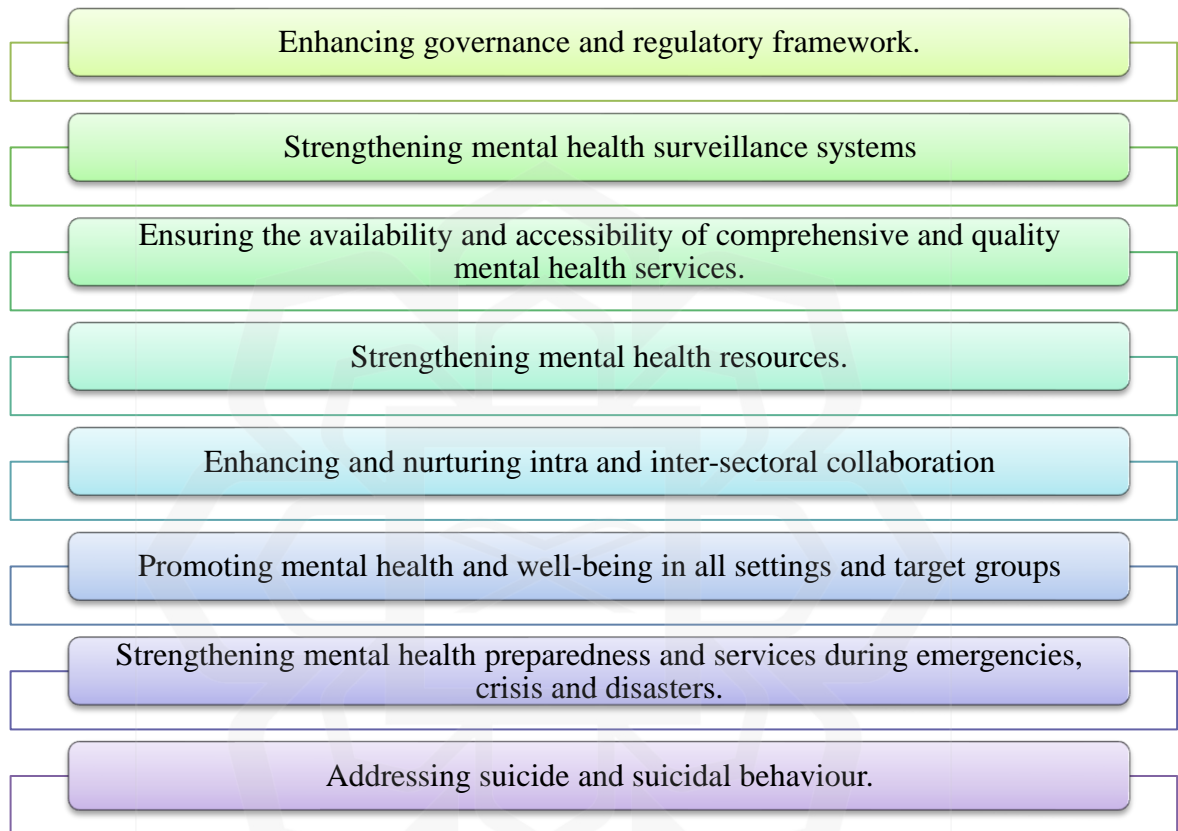 Enhancing governance and regulatory framework.
Strengthening mental health surveillance systems
Ensuring the availability and accessibility of comprehensive and quality
mental health services.
Strengthening mental health resources.
Enhancing and nurturing intra and inter-sectoral collaboration
Promoting mental health and well-being in all settings and target groups
Strengthening mental health preparedness and services during emergencies,
crisis and disasters.
Addressing suicide and suicidal behaviour.